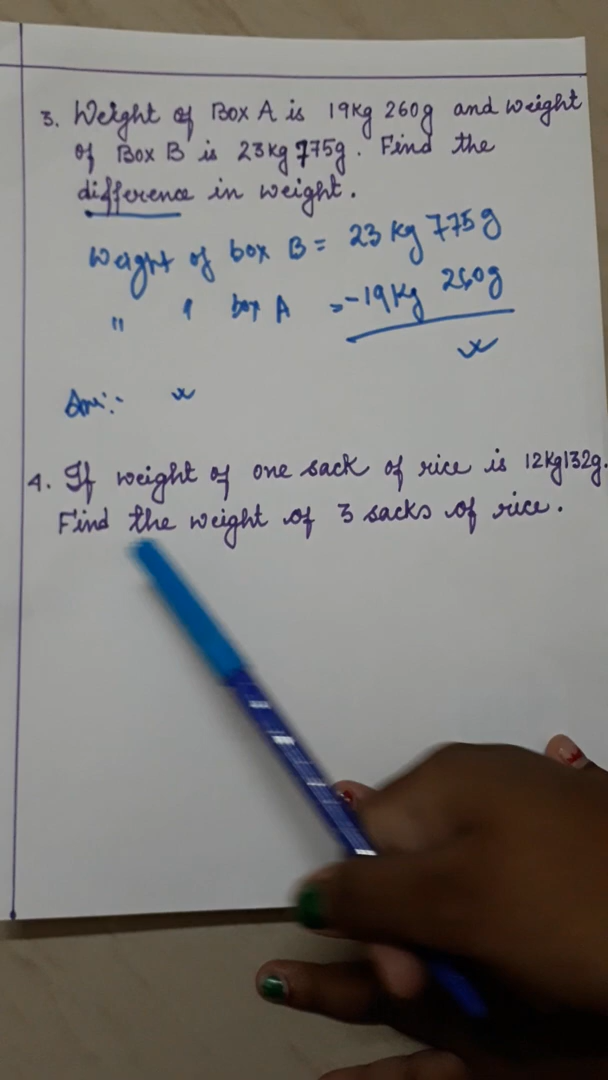 3. Weight of Box A is 19Kg 260g and weight
of Box B is 23Kg 775g. Find the
difference in weight.
Weight of box B = 23 Kg 775g
" " box A = -19Kg 260g
Ans:-
4. If weight of one sack of rice is 12Kg132g.
Find the weight of 3 sacks of rice.